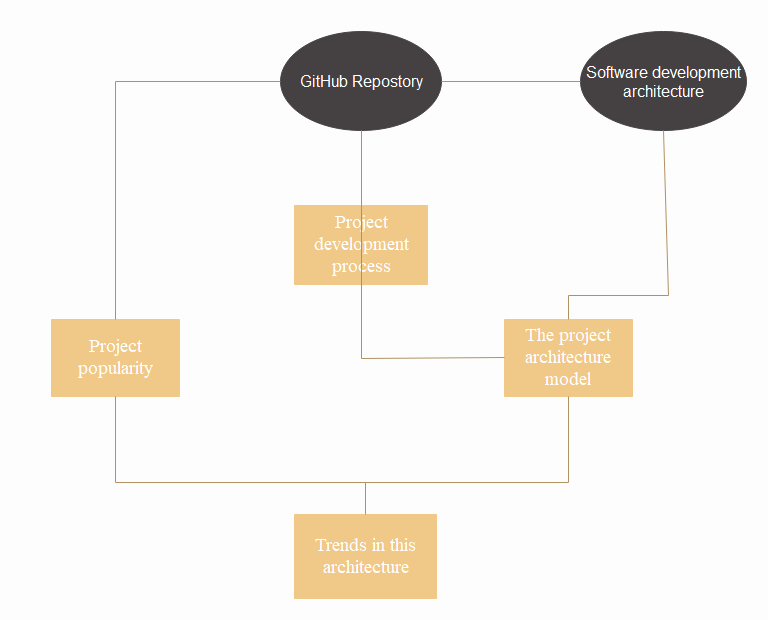 GitHub Repostory
Software development
architecture
Project
development
process
Project
popularity
The project
architecture
model
Trends in this
architecture